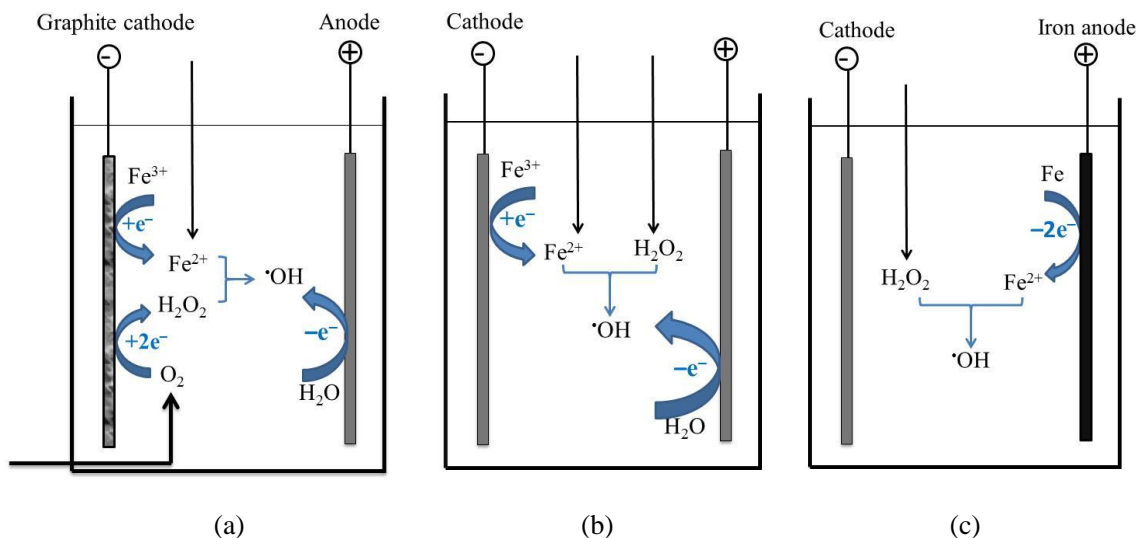 Graphite cathode
Anode
−
+
Fe³⁺
+e⁻
Fe²⁺
•OH
H₂O₂
+2e⁻
−e⁻
O₂
H₂O
(a)
Cathode
−
+
Fe³⁺
+e⁻
Fe²⁺
H₂O₂
•OH
−e⁻
H₂O
(b)
Cathode
Iron anode
−
+
Fe
−2e⁻
H₂O₂
Fe²⁺
•OH
(c)